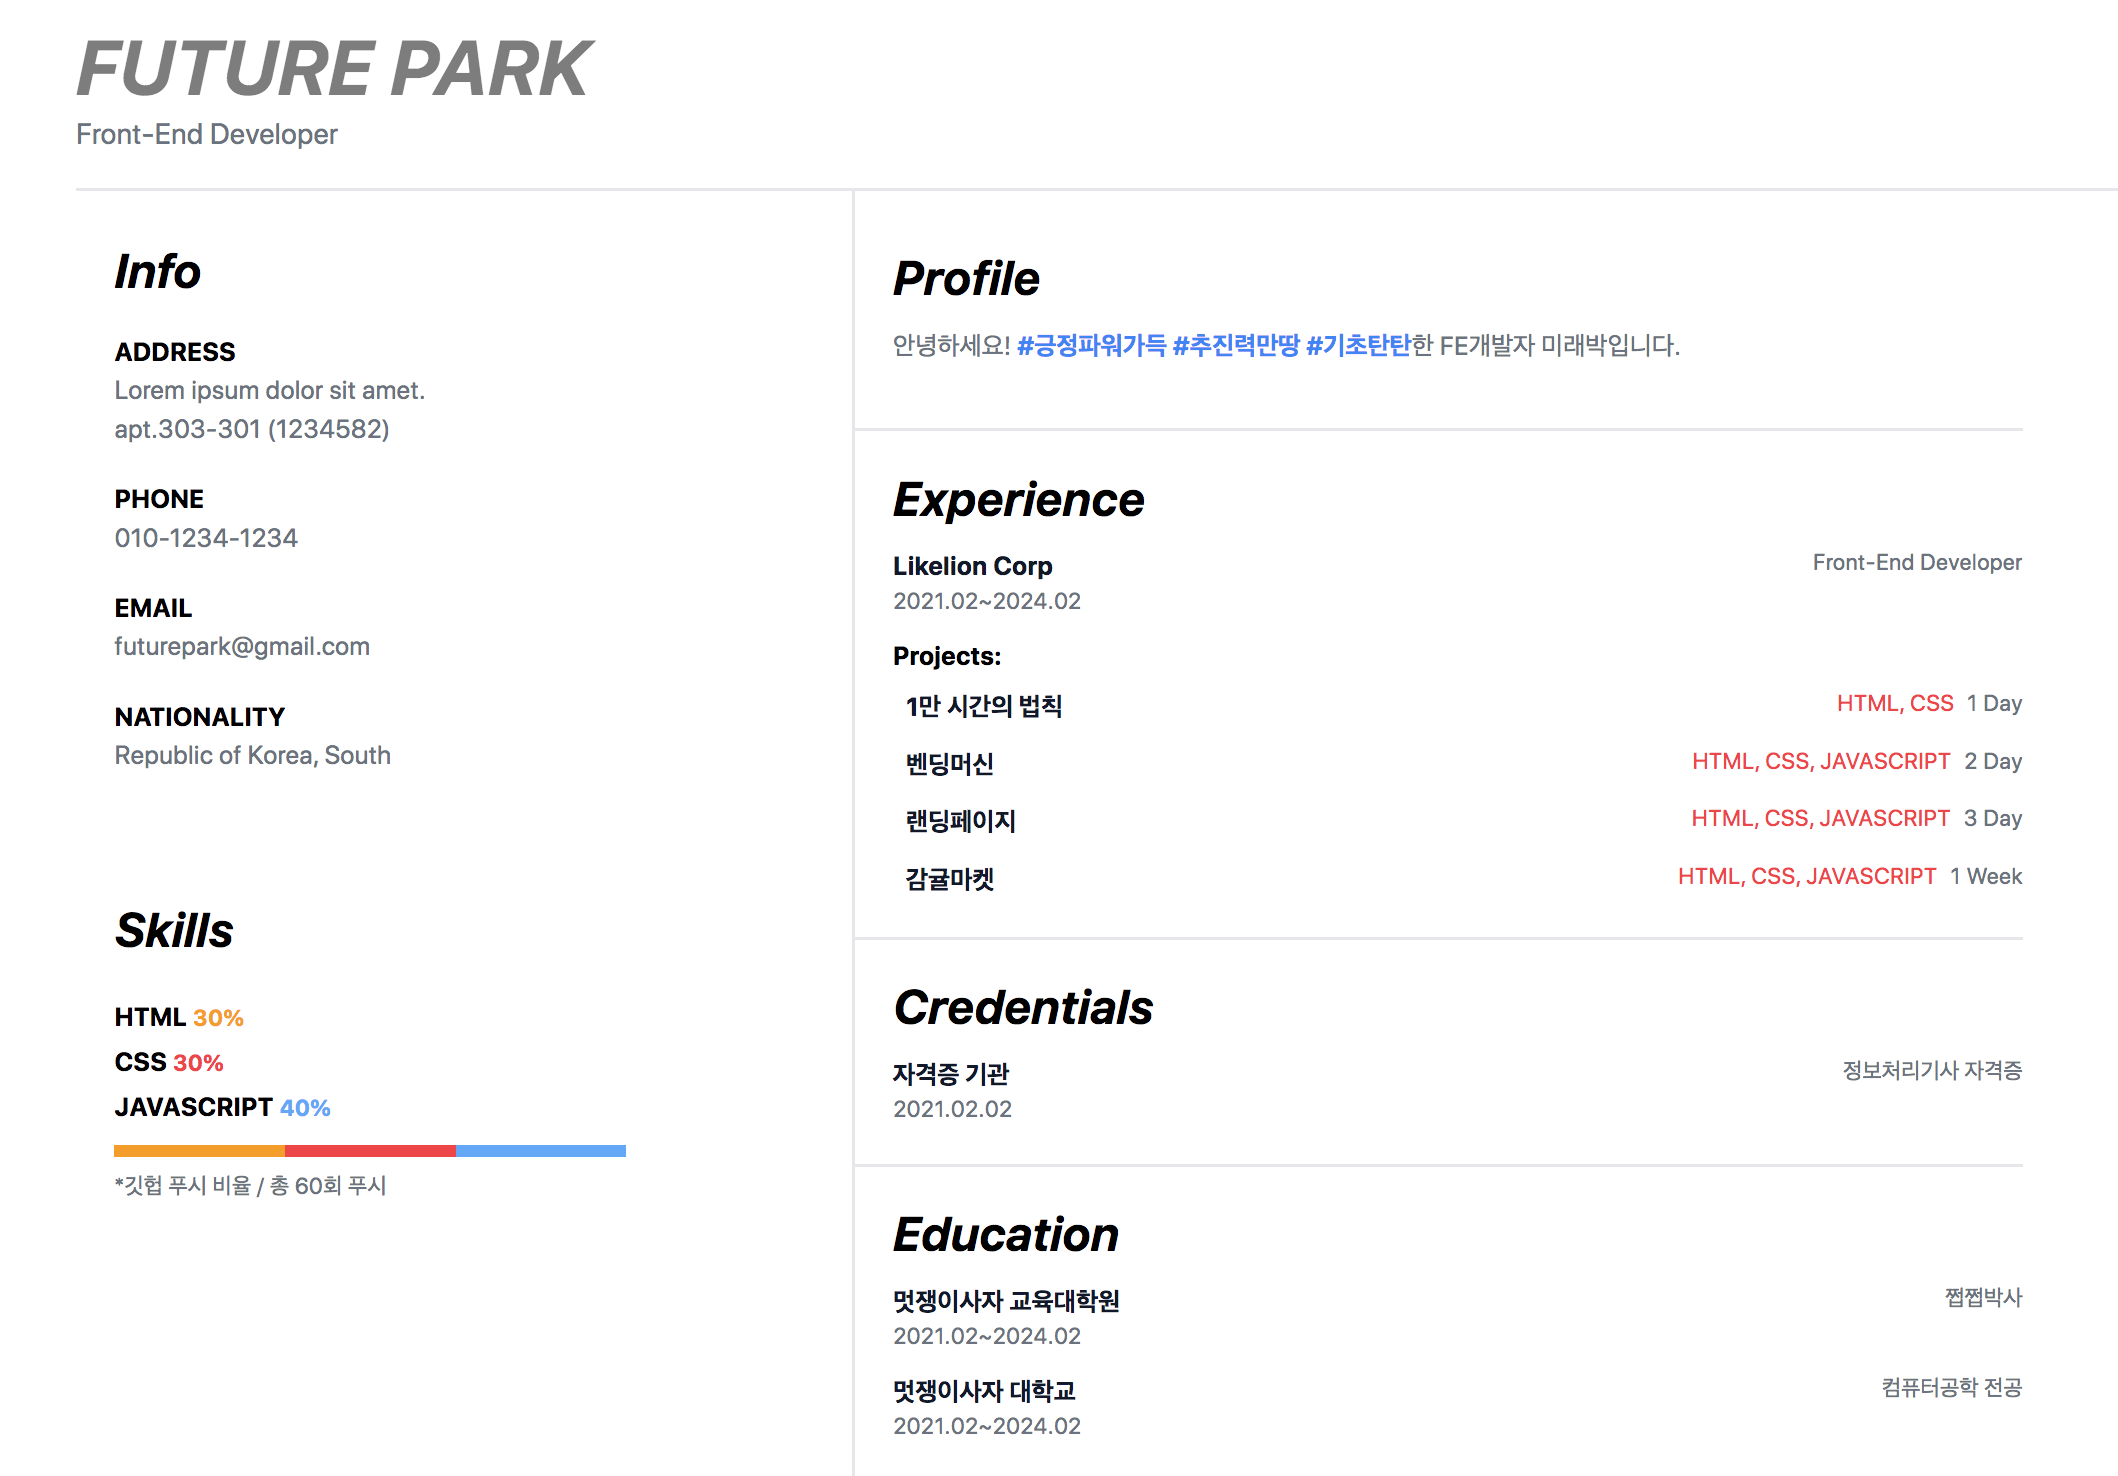 FUTURE PARK
Front-End Developer
Info
ADDRESS
Lorem ipsum dolor sit amet.
apt.303-301 (1234582)
PHONE
010-1234-1234
EMAIL
futurepark@gmail.com
NATIONALITY
Republic of Korea, South
Skills
HTML 30%
CSS 30%
JAVASCRIPT 40%
*깃헙 푸시 비율 / 총 60회 푸시
Profile
안녕하세요! #긍정파워가득 #추진력만땅 #기초탄탄한 FE개발자 미래박입니다.
Experience
Likelion Corp Front-End Developer
2021.02~2024.02
Projects:
1만 시간의 법칙 HTML, CSS 1 Day
벤딩머신 HTML, CSS, JAVASCRIPT 2 Day
랜딩페이지 HTML, CSS, JAVASCRIPT 3 Day
감귤마켓 HTML, CSS, JAVASCRIPT 1 Week
Credentials
자격증 기관 정보처리기사 자격증
2021.02.02
Education
멋쟁이사자 교육대학원 쩝쩝박사
2021.02~2024.02
멋쟁이사자 대학교 컴퓨터공학 전공
2021.02~2024.02